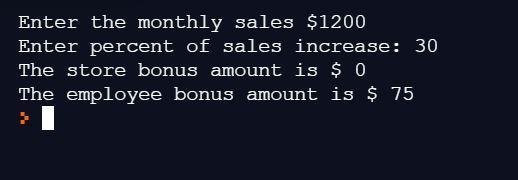 Enter the monthly sales $1200
Enter percent of sales increase: 30
The store bonus amount is $ 0
The employee bonus amount is $ 75
>